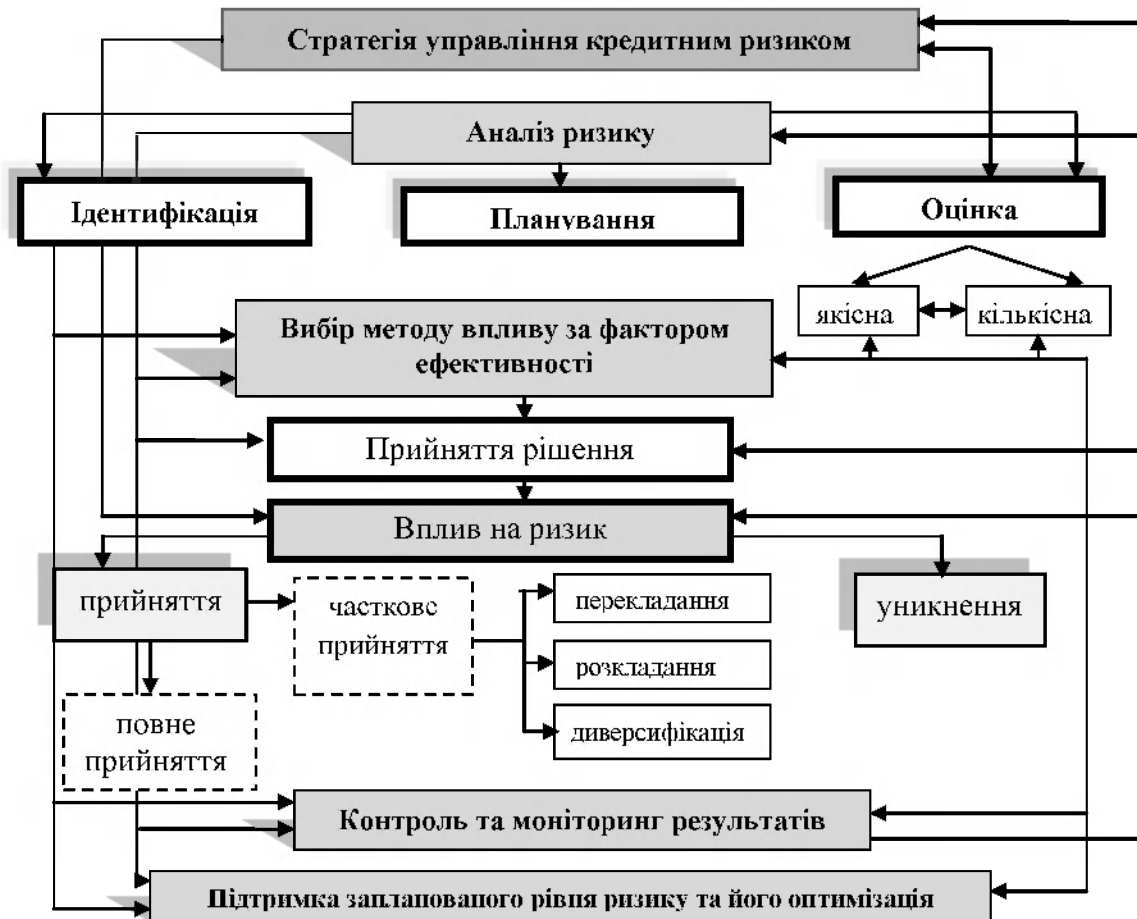 Стратегія управління кредитним ризиком
Аналіз ризику
Ідентифікація
Планування
Оцінка
якісна
кількісна
Вибір методу впливу за фактором
ефективності
Прийняття рішення
Вплив на ризик
прийняття
часткове
прийняття
перекладання
розкладання
диверсифікація
уникнення
повне
прийняття
Контроль та моніторинг результатів
Підтримка запланованого рівня ризику та його оптимізація